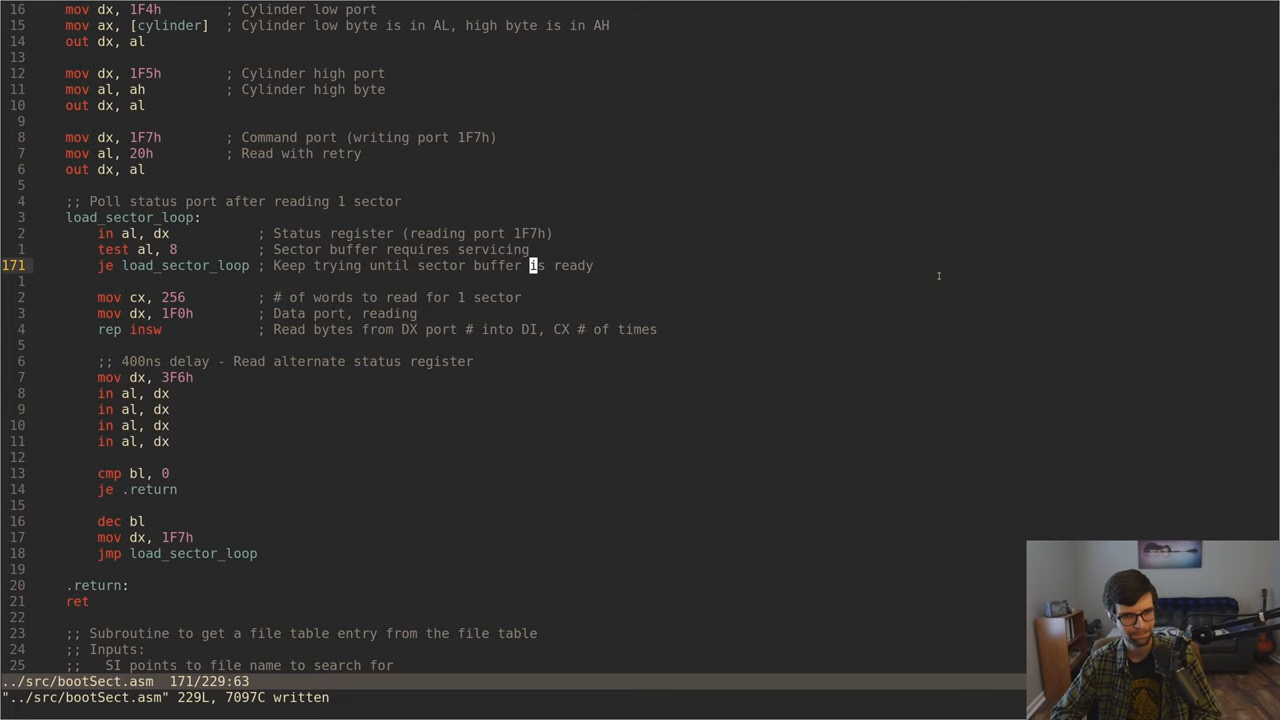 16 mov dx, 1F4h ; Cylinder low port
15 mov ax, [cylinder] ; Cylinder low byte is in AL, high byte is in AH
14 out dx, al
13
12 mov dx, 1F5h ; Cylinder high port
11 mov al, ah ; Cylinder high byte
10 out dx, al
9
8 mov dx, 1F7h ; Command port (writing port 1F7h)
7 mov al, 20h ; Read with retry
6 out dx, al
5
4 ;; Poll status port after reading 1 sector
3 load_sector_loop:
2 in al, dx ; Status register (reading port 1F7h)
1 test al, 8 ; Sector buffer requires servicing
171 je load_sector_loop ; Keep trying until sector buffer is ready
1
2 mov cx, 256 ; # of words to read for 1 sector
3 mov dx, 1F0h ; Data port, reading
4 rep insw ; Read bytes from DX port # into DI, CX # of times
5
6 ;; 400ns delay - Read alternate status register
7 mov dx, 3F6h
8 in al, dx
9 in al, dx
10 in al, dx
11 in al, dx
12
13 cmp bl, 0
14 je .return
15
16 dec bl
17 mov dx, 1F7h
18 jmp load_sector_loop
19
20 .return:
21 ret
22
23 ;; Subroutine to get a file table entry from the file table
24 ;; Inputs:
25 ;; SI points to file name to search for
../src/bootSect.asm 171/229:63
"../src/bootSect.asm" 229L, 7097C written